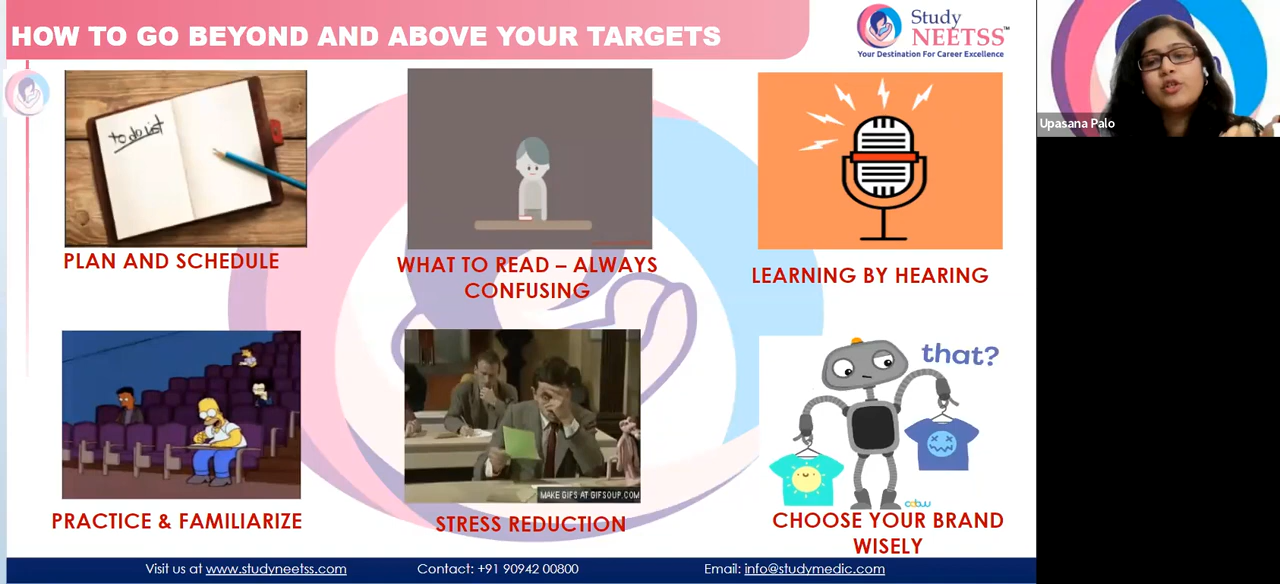 HOW TO GO BEYOND AND ABOVE YOUR TARGETS
Study
NEETSS™
Your Destination For Career Excellence
Upasana Palo
to do list
PLAN AND SCHEDULE
WHAT TO READ – ALWAYS
CONFUSING
LEARNING BY HEARING
that?
MAKE GIFS AT GIFSOUP.COM
PRACTICE & FAMILIARIZE
STRESS REDUCTION
CHOOSE YOUR BRAND
WISELY
Visit us at www.studyneetss.com
Contact: +91 90942 00800
Email: info@studymedic.com